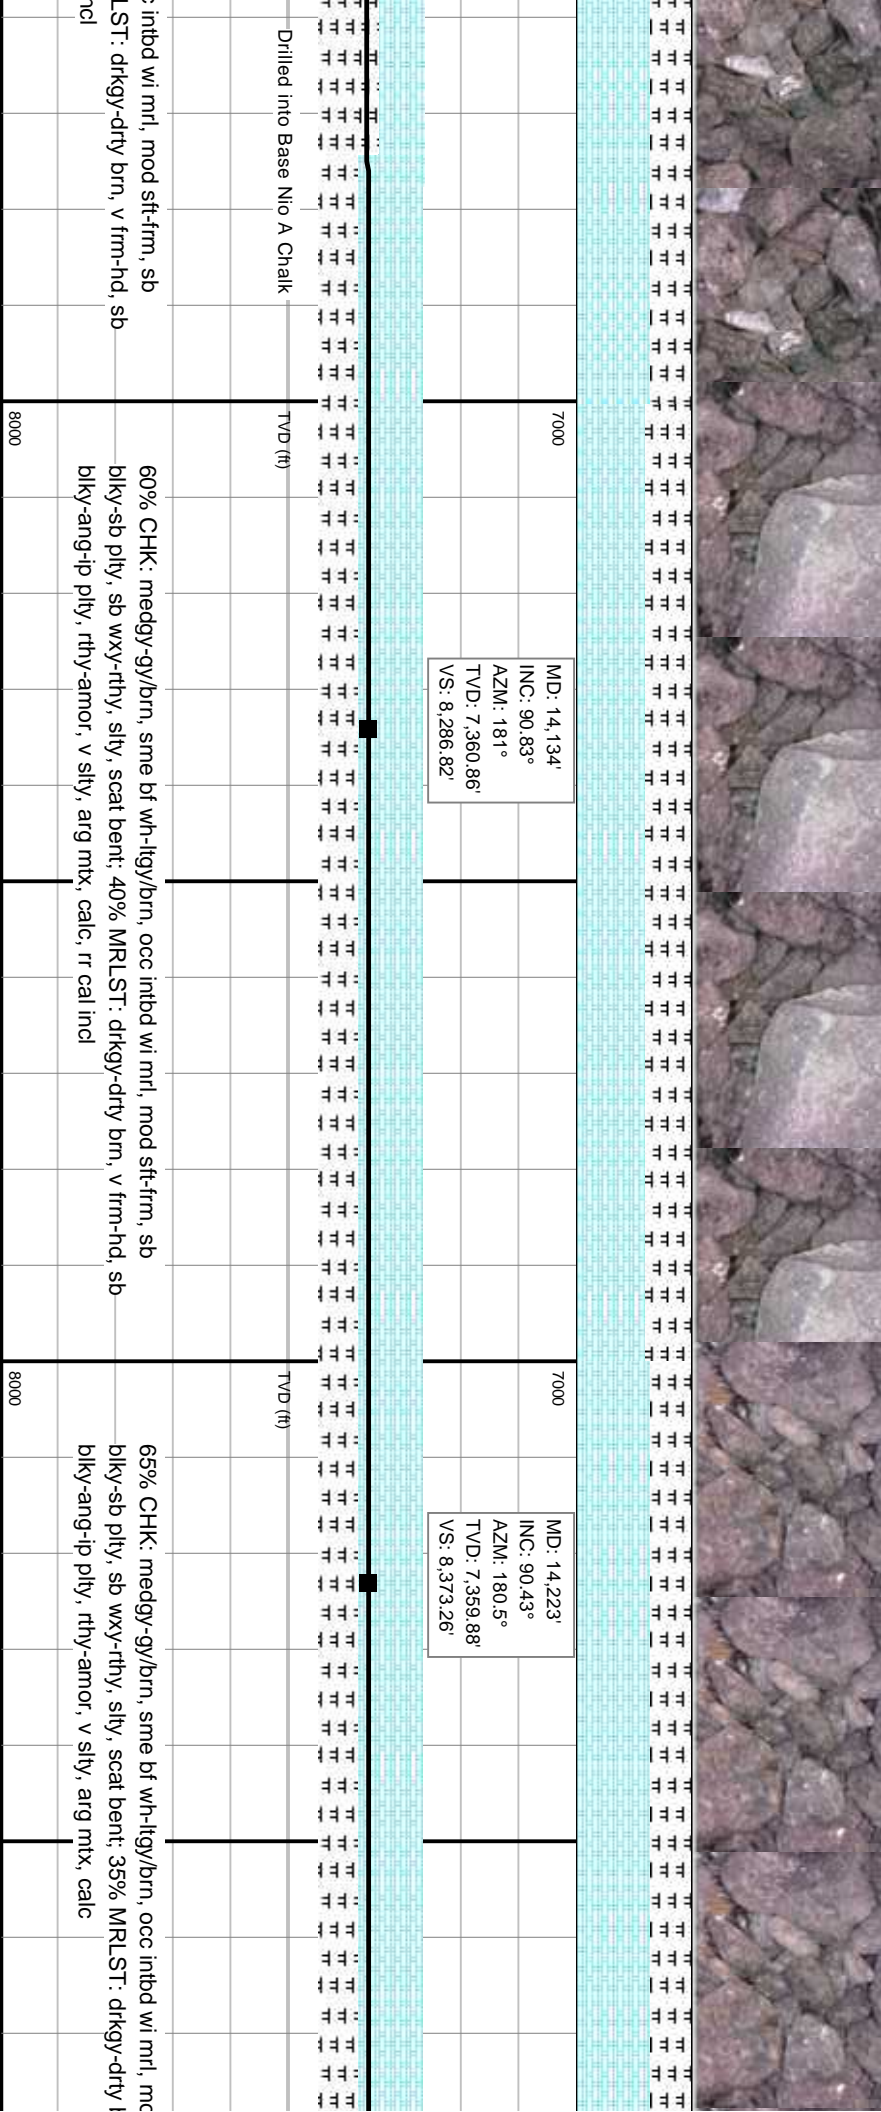 c intbd wi mrl, mod sft-frm, sb
LST: drkgy-drty brn, v frm-hd, sb
ncl
Drilled into Base Nio A Chalk
7000
TVD (ft)
8000
MD: 14,134'
INC: 90.83°
AZM: 181°
TVD: 7,360.86'
VS: 8,286.82'
60% CHK: medgy-gy/brn, sme bf wh-ltgy/brn, occ intbd wi mrl, mod sft-frm, sb
blky-sb plty, sb wxy-rthy, slty, scat bent; 40% MRLST: drkgy-drty brn, v frm-hd, sb
blky-ang-ip plty, rthy-amor, v slty, arg mtx, calc, rr cal incl
7000
TVD (ft)
8000
MD: 14,223'
INC: 90.43°
AZM: 180.5°
TVD: 7,359.88'
VS: 8,373.26'
65% CHK: medgy-gy/brn, sme bf wh-ltgy/brn, occ intbd wi mrl, mo
blky-sb plty, sb wxy-rthy, slty, scat bent; 35% MRLST: drkgy-drty
blky-ang-ip plty, rthy-amor, v slty, arg mtx, calc